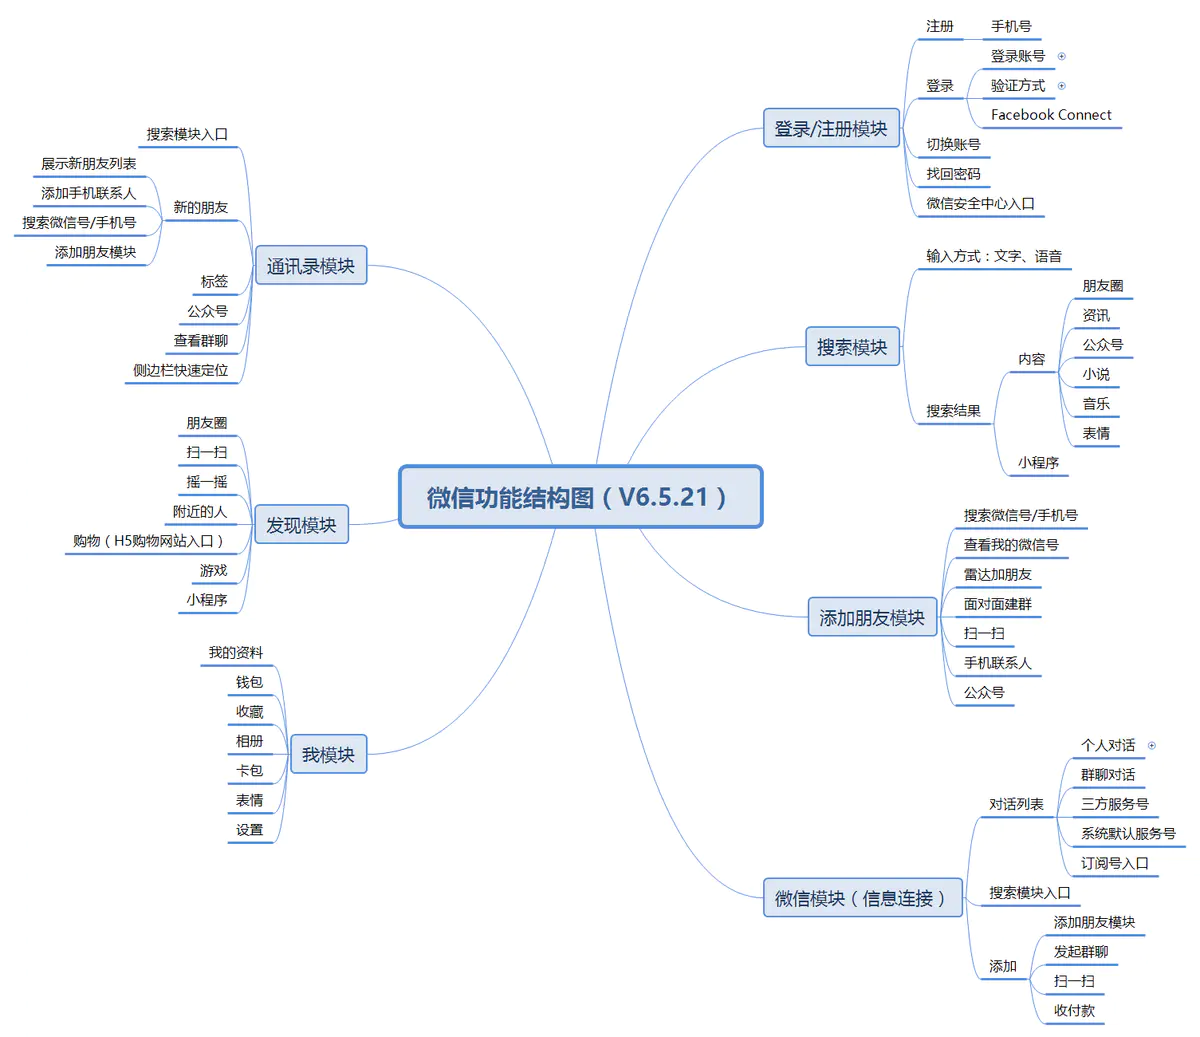 微信功能结构图（V6.5.21）
登录/注册模块
注册
手机号
登录
登录账号
验证方式
Facebook Connect
切换账号
找回密码
微信安全中心入口
搜索模块
输入方式：文字、语音
搜索结果
内容
朋友圈
资讯
公众号
小说
音乐
表情
小程序
添加朋友模块
搜索微信号/手机号
查看我的微信号
雷达加朋友
面对面建群
扫一扫
手机联系人
公众号
微信模块（信息连接）
对话列表
个人对话
群聊对话
三方服务号
系统默认服务号
订阅号入口
搜索模块入口
添加
添加朋友模块
发起群聊
扫一扫
收付款
通讯录模块
搜索模块入口
新的朋友
展示新朋友列表
添加手机联系人
搜索微信号/手机号
添加朋友模块
标签
公众号
查看群聊
侧边栏快速定位
发现模块
朋友圈
扫一扫
摇一摇
附近的人
购物（H5购物网站入口）
游戏
小程序
我模块
我的资料
钱包
收藏
相册
卡包
表情
设置